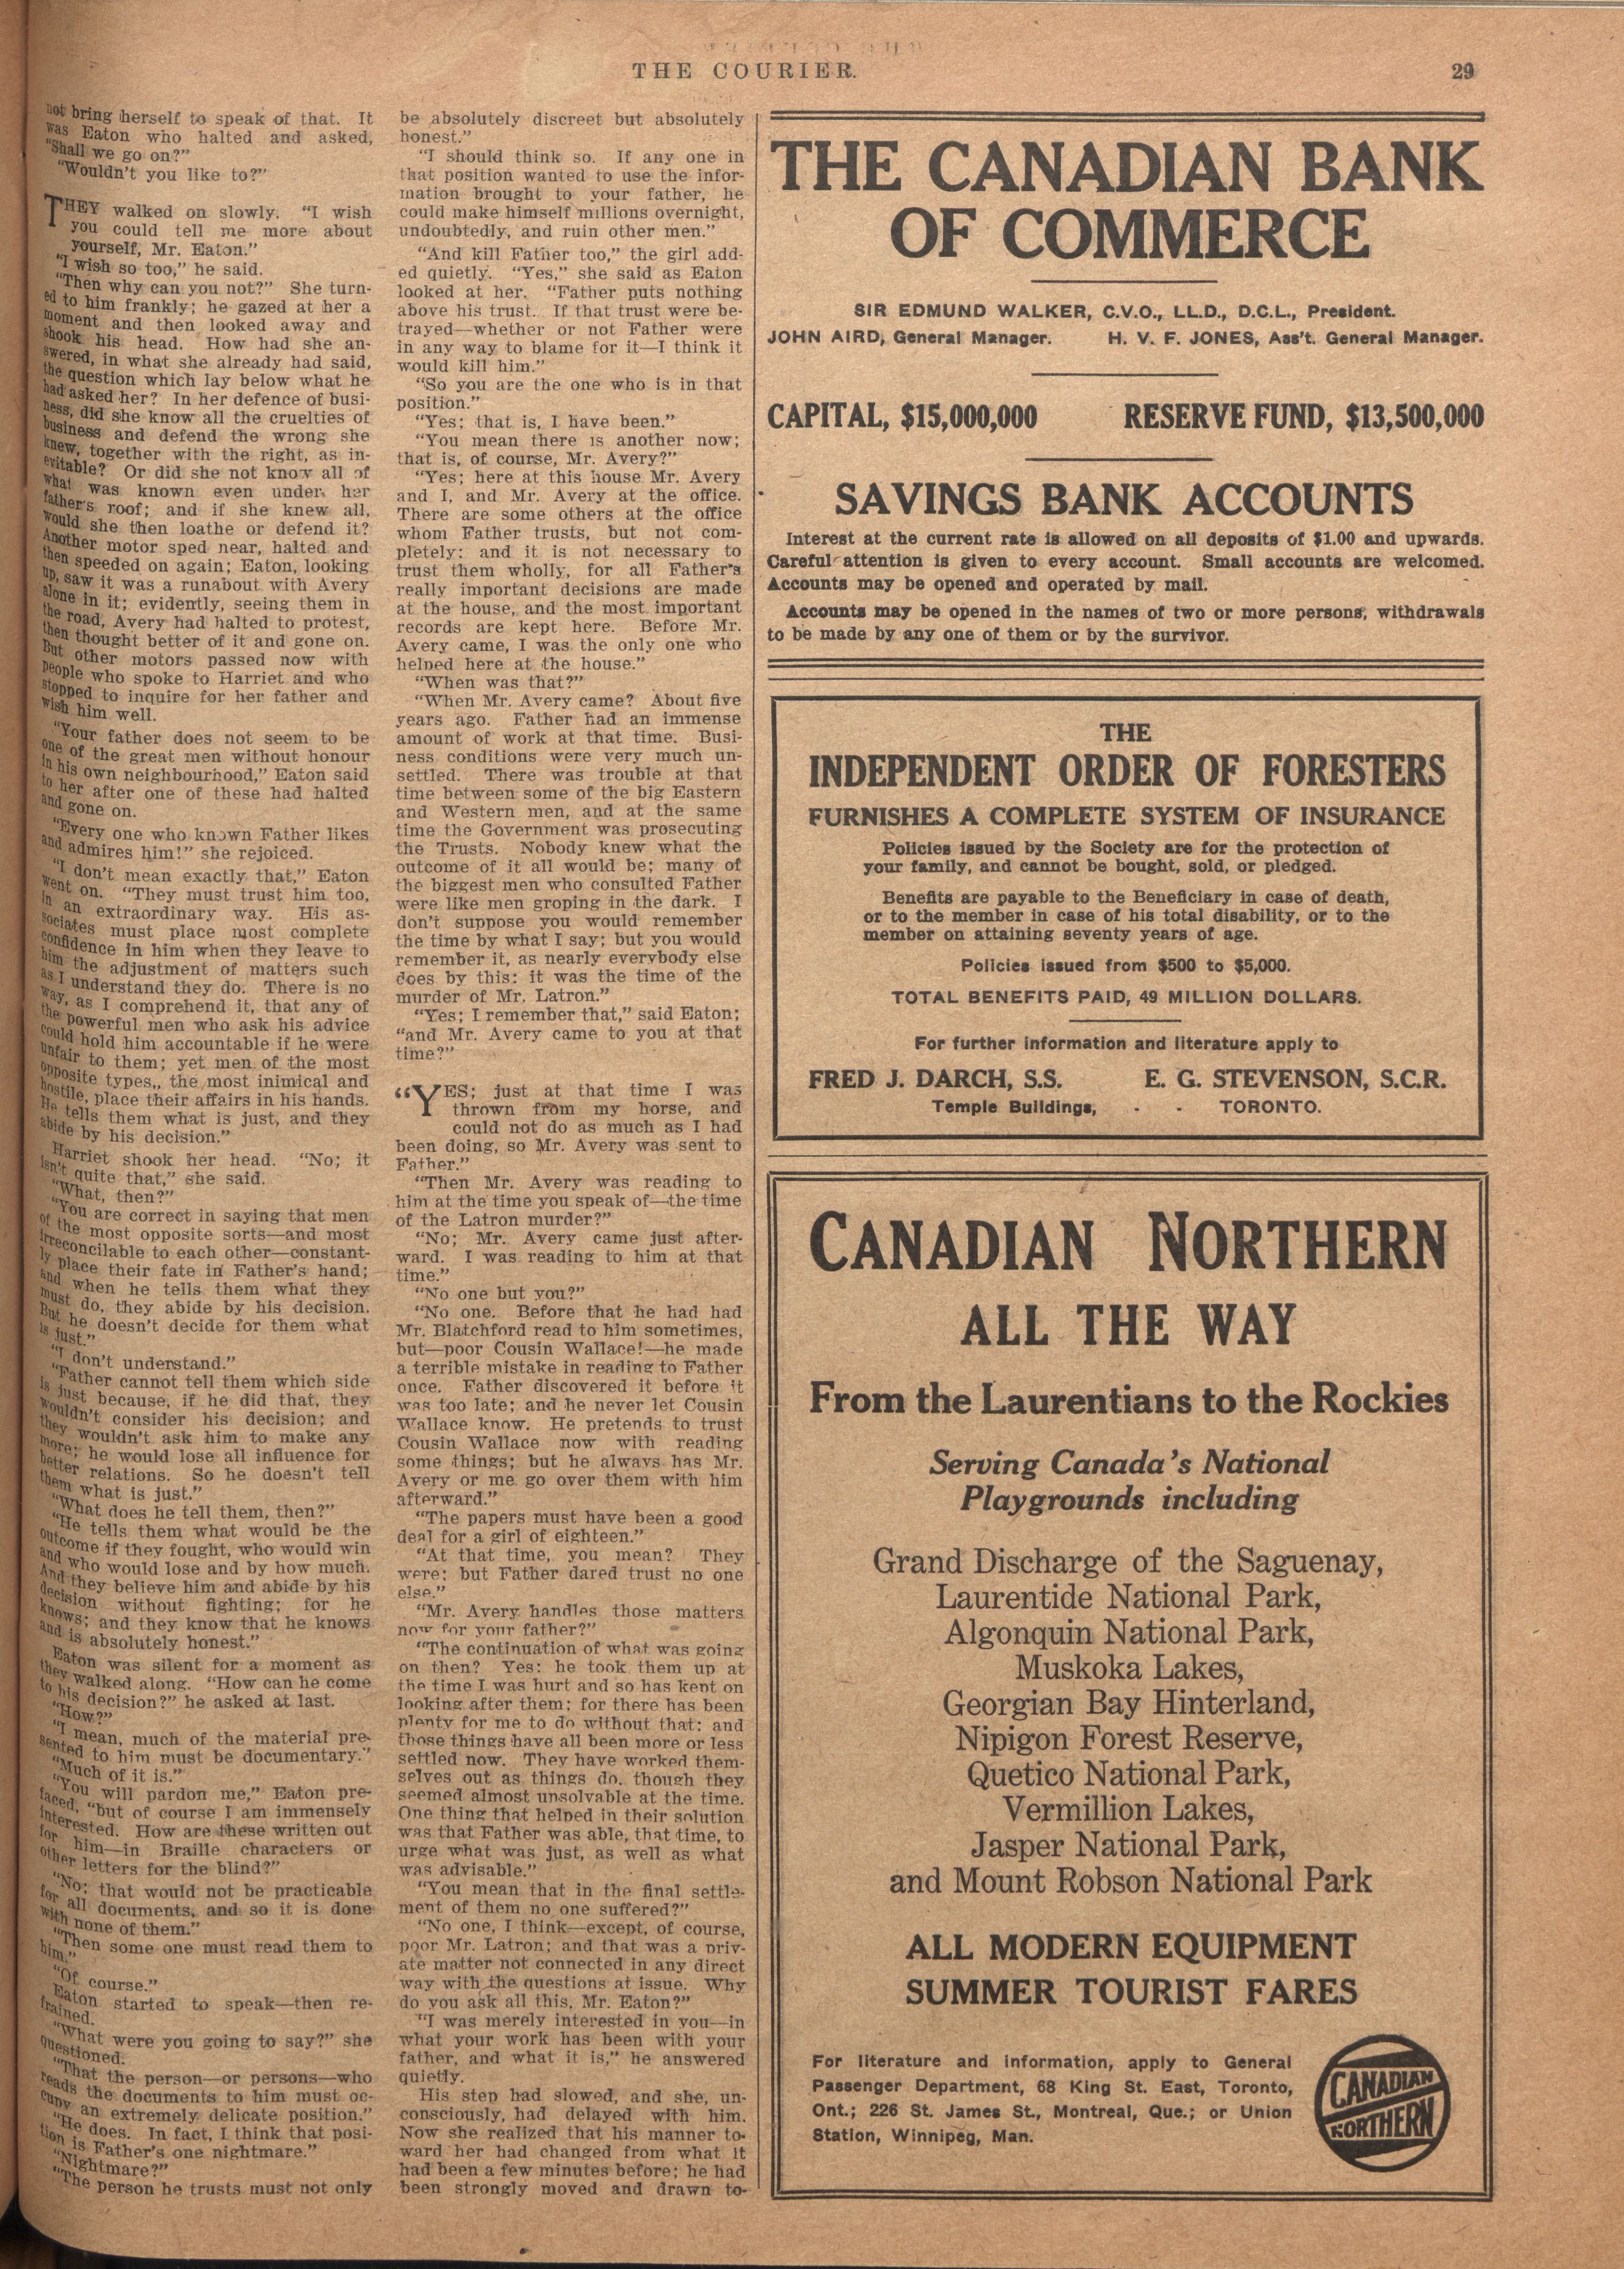 THE COURIER.
29
not bring herself to speak of that. It
was Eaton who halted and asked,
"Shall we go on?"
"Wouldn't you like to?"
THEY walked on slowly. "I wish
you could tell me more about
yourself, Mr. Eaton."
"I wish so too," he said.
"Then why can you not?" She turn-
ed to him frankly; he gazed at her a
moment and then looked away and
shook his head. How had she an-
swered, in what she already had said,
the question which lay below what he
had asked her? In her defence of busi-
ness, did she know all the cruelties of
business and defend the wrong she
knew, together with the right, as in-
evitable? Or did she not know all of
what was known even under her
father's roof; and if she knew all,
would she then loathe or defend it?
Another motor sped near, halted and
then speeded on again; Eaton, looking
up, saw it was a runabout with Avery
alone in it; evidently, seeing them in
the road, Avery had halted to protest,
then thought better of it and gone on.
But other motors passed now with
people who spoke to Harriet and who
stopped to inquire for her father and
wish him well.
"Your father does not seem to be
one of the great men without honour
in his own neighbourhood," Eaton said
to her after one of these had halted
and gone on.
"Every one who known Father likes
and admires him!" she rejoiced.
"I don't mean exactly that," Eaton
went on. "They must trust him too,
in an extraordinary way. His as-
sociates must place most complete
confidence in him when they leave to
him the adjustment of matters such
as I understand they do. There is no
way, as I comprehend it, that any of
the powerful men who ask his advice
could hold him accountable if he were
unfair to them; yet men of the most
opposite types,, the most inimical and
hostile, place their affairs in his hands.
He tells them what is just, and they
abide by his decision."
Harriet shook her head. "No; it
isn't quite that," she said.
"What, then?"
"You are correct in saying that men
of the most opposite sorts—and most
irreconcilable to each other—constant-
ly place their fate in Father's hand;
and when he tells them what they
must do, they abide by his decision.
But he doesn't decide for them what
is just."
"I don't understand."
"Father cannot tell them which side
is just because, if he did that, they
wouldn't consider his decision; and
they wouldn't ask him to make any
more; he would lose all influence for
better relations. So he doesn't tell
them what is just."
"What does he tell them, then?"
"He tells them what would be the
outcome if they fought, who would win
and who would lose and by how much.
And they believe him and abide by his
decision without fighting; for he
knows; and they know that he knows
and is absolutely honest."
Eaton was silent for a moment as
they walked along. "How can he come
to his decision?" he asked at last.
"How?"
"I mean, much of the material pre-
sented to him must be documentary."
"Much of it is."
"You will pardon me," Eaton pre-
faced, "but of course I am immensely
interested. How are these written out
for him—in Braille characters or
other letters for the blind?"
"No; that would not be practicable
for all documents, and so it is done
with none of them."
"Then some one must read them to
him."
"Of course."
Eaton started to speak—then re-
frained.
"What were you going to say?" she
questioned.
"That the person—or persons—who
reads the documents to him must oc-
cupy an extremely delicate position."
"He does. In fact, I think that posi-
tion is Father's one nightmare."
"Nightmare?"
"The person he trusts must not only
be absolutely discreet but absolutely
honest."
"I should think so. If any one in
that position wanted to use the infor-
mation brought to your father, he
could make himself millions overnight,
undoubtedly, and ruin other men."
"And kill Father too," the girl add-
ed quietly. "Yes," she said as Eaton
looked at her. "Father puts nothing
above his trust. If that trust were be-
trayed—whether or not Father were
in any way to blame for it—I think it
would kill him."
"So you are the one who is in that
position."
"Yes; that is, I have been."
"You mean there is another now;
that is, of course, Mr. Avery?"
"Yes; here at this house Mr. Avery
and I, and Mr. Avery at the office.
There are some others at the office
whom Father trusts, but not com-
pletely; and it is not necessary to
trust them wholly, for all Father's
really important decisions are made
at the house, and the most important
records are kept here. Before Mr.
Avery came, I was the only one who
helped here at the house."
"When was that?"
"When Mr. Avery came? About five
years ago. Father had an immense
amount of work at that time. Busi-
ness conditions were very much un-
settled. There was trouble at that
time between some of the big Eastern
and Western men, and at the same
time the Government was prosecuting
the Trusts. Nobody knew what the
outcome of it all would be; many of
the biggest men who consulted Father
were like men groping in the dark. I
don't suppose you would remember
the time by what I say; but you would
remember it, as nearly everybody else
does by this: it was the time of the
murder of Mr. Latron."
"Yes; I remember that," said Eaton;
"and Mr. Avery came to you at that
time?"
"YES; just at that time I was
thrown from my horse, and
could not do as much as I had
been doing, so Mr. Avery was sent to
Father."
"Then Mr. Avery was reading to
him at the time you speak of—the time
of the Latron murder?"
"No; Mr. Avery came just after-
ward. I was reading to him at that
time."
"No one but you?"
"No one. Before that he had had
Mr. Blatchford read to him sometimes,
but—poor Cousin Wallace!—he made
a terrible mistake in reading to Father
once. Father discovered it before it
was too late; and he never let Cousin
Wallace know. He pretends to trust
Cousin Wallace now with reading
some things; but he always has Mr.
Avery or me go over them with him
afterward."
"The papers must have been a good
deal for a girl of eighteen."
"At that time, you mean? They
were; but Father dared trust no one
else."
"Mr. Avery handles those matters
now for your father?"
"The continuation of what was going
on then? Yes; he took them up at
the time I was hurt and so has kept on
looking after them; for there has been
plenty for me to do without that; and
those things have all been more or less
settled now. They have worked them-
selves out as things do, though they
seemed almost unsolvable at the time.
One thing that helped in their solution
was that Father was able, that time, to
urge what was just, as well as what
was advisable."
"You mean that in the final settle-
ment of them no one suffered?"
"No one, I think—except, of course,
poor Mr. Latron; and that was a priv-
ate matter not connected in any direct
way with the questions at issue. Why
do you ask all this, Mr. Eaton?"
"I was merely interested in you—in
what your work has been with your
father, and what it is," he answered
quietly.
His step had slowed, and she, un-
consciously, had delayed with him.
Now she realized that his manner to-
ward her had changed from what it
had been a few minutes before; he had
been strongly moved and drawn to-
THE CANADIAN BANK
OF COMMERCE
SIR EDMUND WALKER, C.V.O., LL.D., D.C.L., President.
JOHN AIRD, General Manager. H. V. F. JONES, Ass't. General Manager.
CAPITAL, $15,000,000 RESERVE FUND, $13,500,000
SAVINGS BANK ACCOUNTS
Interest at the current rate is allowed on all deposits of $1.00 and upwards.
Careful attention is given to every account. Small accounts are welcomed.
Accounts may be opened and operated by mail.
Accounts may be opened in the names of two or more persons, withdrawals
to be made by any one of them or by the survivor.
THE
INDEPENDENT ORDER OF FORESTERS
FURNISHES A COMPLETE SYSTEM OF INSURANCE
Policies issued by the Society are for the protection of
your family, and cannot be bought, sold, or pledged.
Benefits are payable to the Beneficiary in case of death,
or to the member in case of his total disability, or to the
member on attaining seventy years of age.
Policies issued from $500 to $5,000.
TOTAL BENEFITS PAID, 49 MILLION DOLLARS.
For further information and literature apply to
FRED J. DARCH, S.S. E. G. STEVENSON, S.C.R.
Temple Buildings, - - TORONTO.
CANADIAN NORTHERN
ALL THE WAY
From the Laurentians to the Rockies
Serving Canada's National
Playgrounds including
Grand Discharge of the Saguenay,
Laurentide National Park,
Algonquin National Park,
Muskoka Lakes,
Georgian Bay Hinterland,
Nipigon Forest Reserve,
Quetico National Park,
Vermillion Lakes,
Jasper National Park,
and Mount Robson National Park
ALL MODERN EQUIPMENT
SUMMER TOURIST FARES
For literature and information, apply to General
Passenger Department, 68 King St. East, Toronto,
Ont.; 226 St. James St., Montreal, Que.; or Union
Station, Winnipeg, Man.
CANADIAN
NORTHERN